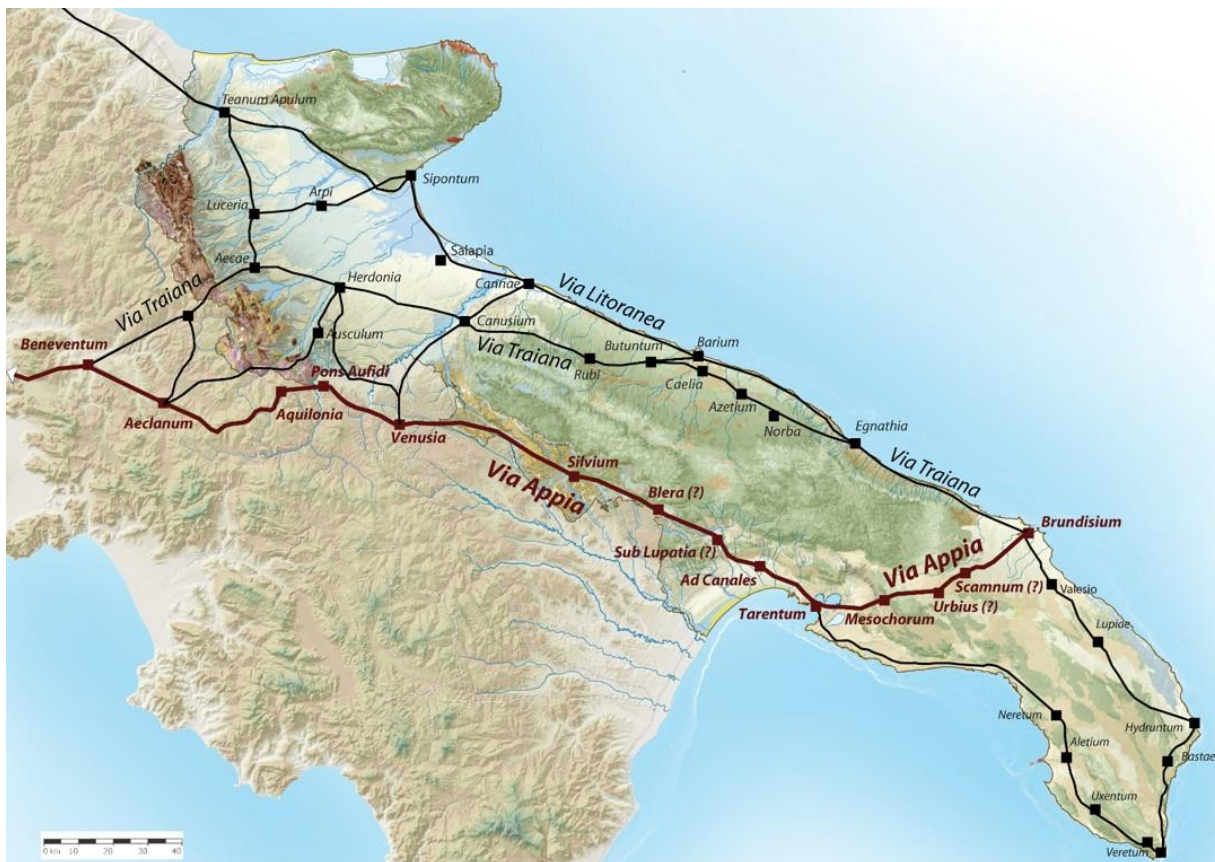 Teanum Apulum
Sipontum
Arpi
Luceria
Salapia
Aecae
Herdonia
Cannae
Via Litoranea
Via Traiana
Canusium
Ausculum
Via Traiana
Butuntum
Barium
Beneventum
Rubi
Caelia
Pons Aufidi
Azetium
Aquilonia
Aeclanum
Norba
Egnathia
Venusia
Via Traiana
Silvium
Via Appia
Blera (?)
Brundisium
Sub Lupatia (?)
Via Appia
Ad Canales
Scamnum (?)
Valesio
Urbius (?)
Tarentum
Mesochorum
Lupiae
Neretum
Hydruntum
Aletium
Bastae
Uxentum
Veretum
0 km 10 20 30 40